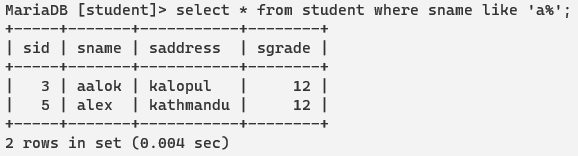 MariaDB [student]> select * from student where sname like 'a%';
+-----+-------+-----------+--------+
| sid | sname | saddress  | sgrade |
+-----+-------+-----------+--------+
|   3 | aalok | kalopul   |     12 |
|   5 | alex  | kathmandu |     12 |
+-----+-------+-----------+--------+
2 rows in set (0.004 sec)